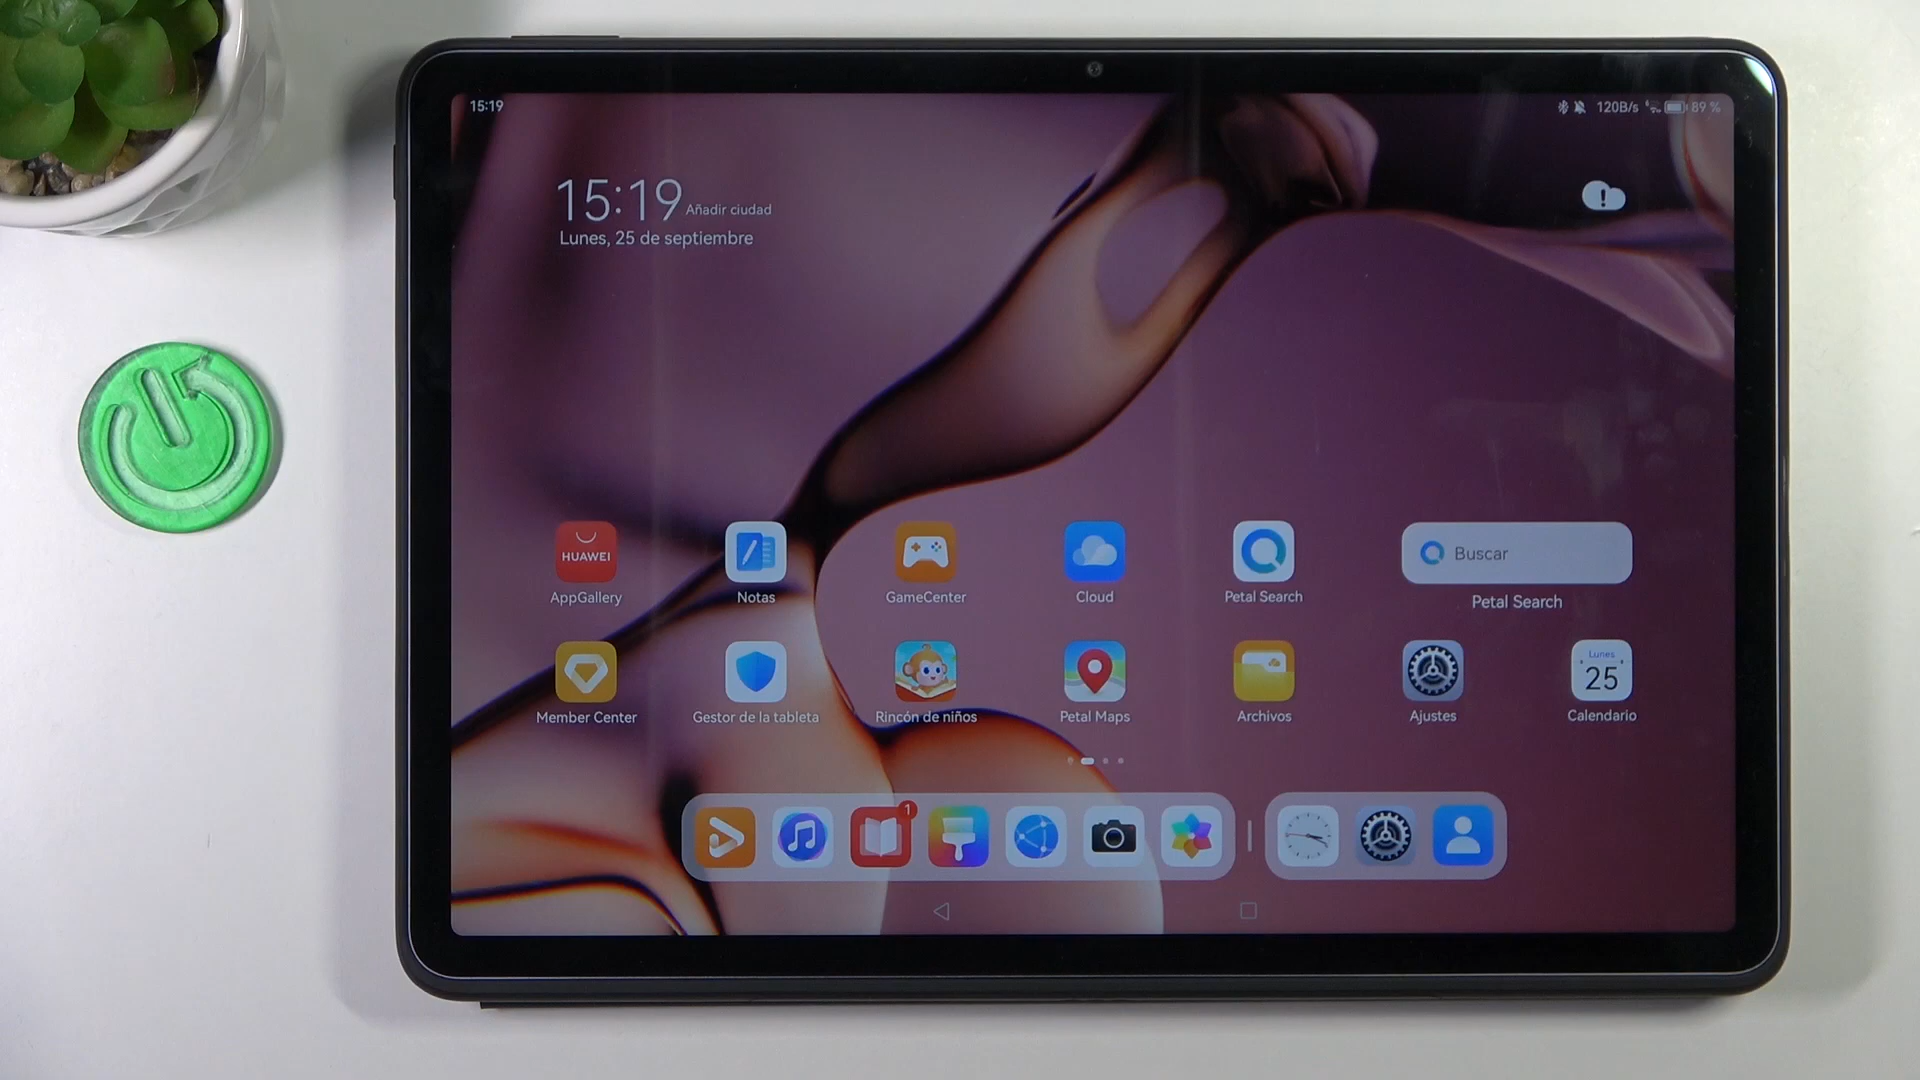 15:19
120B/s 89 %
15:19 Añadir ciudad
Lunes, 25 de septiembre
HUAWEI
Buscar
AppGallery
Notas
GameCenter
Cloud
Petal Search
Petal Search
Lunes
25
Member Center
Gestor de la tableta
Rincón de niños
Petal Maps
Archivos
Ajustes
Calendario
1